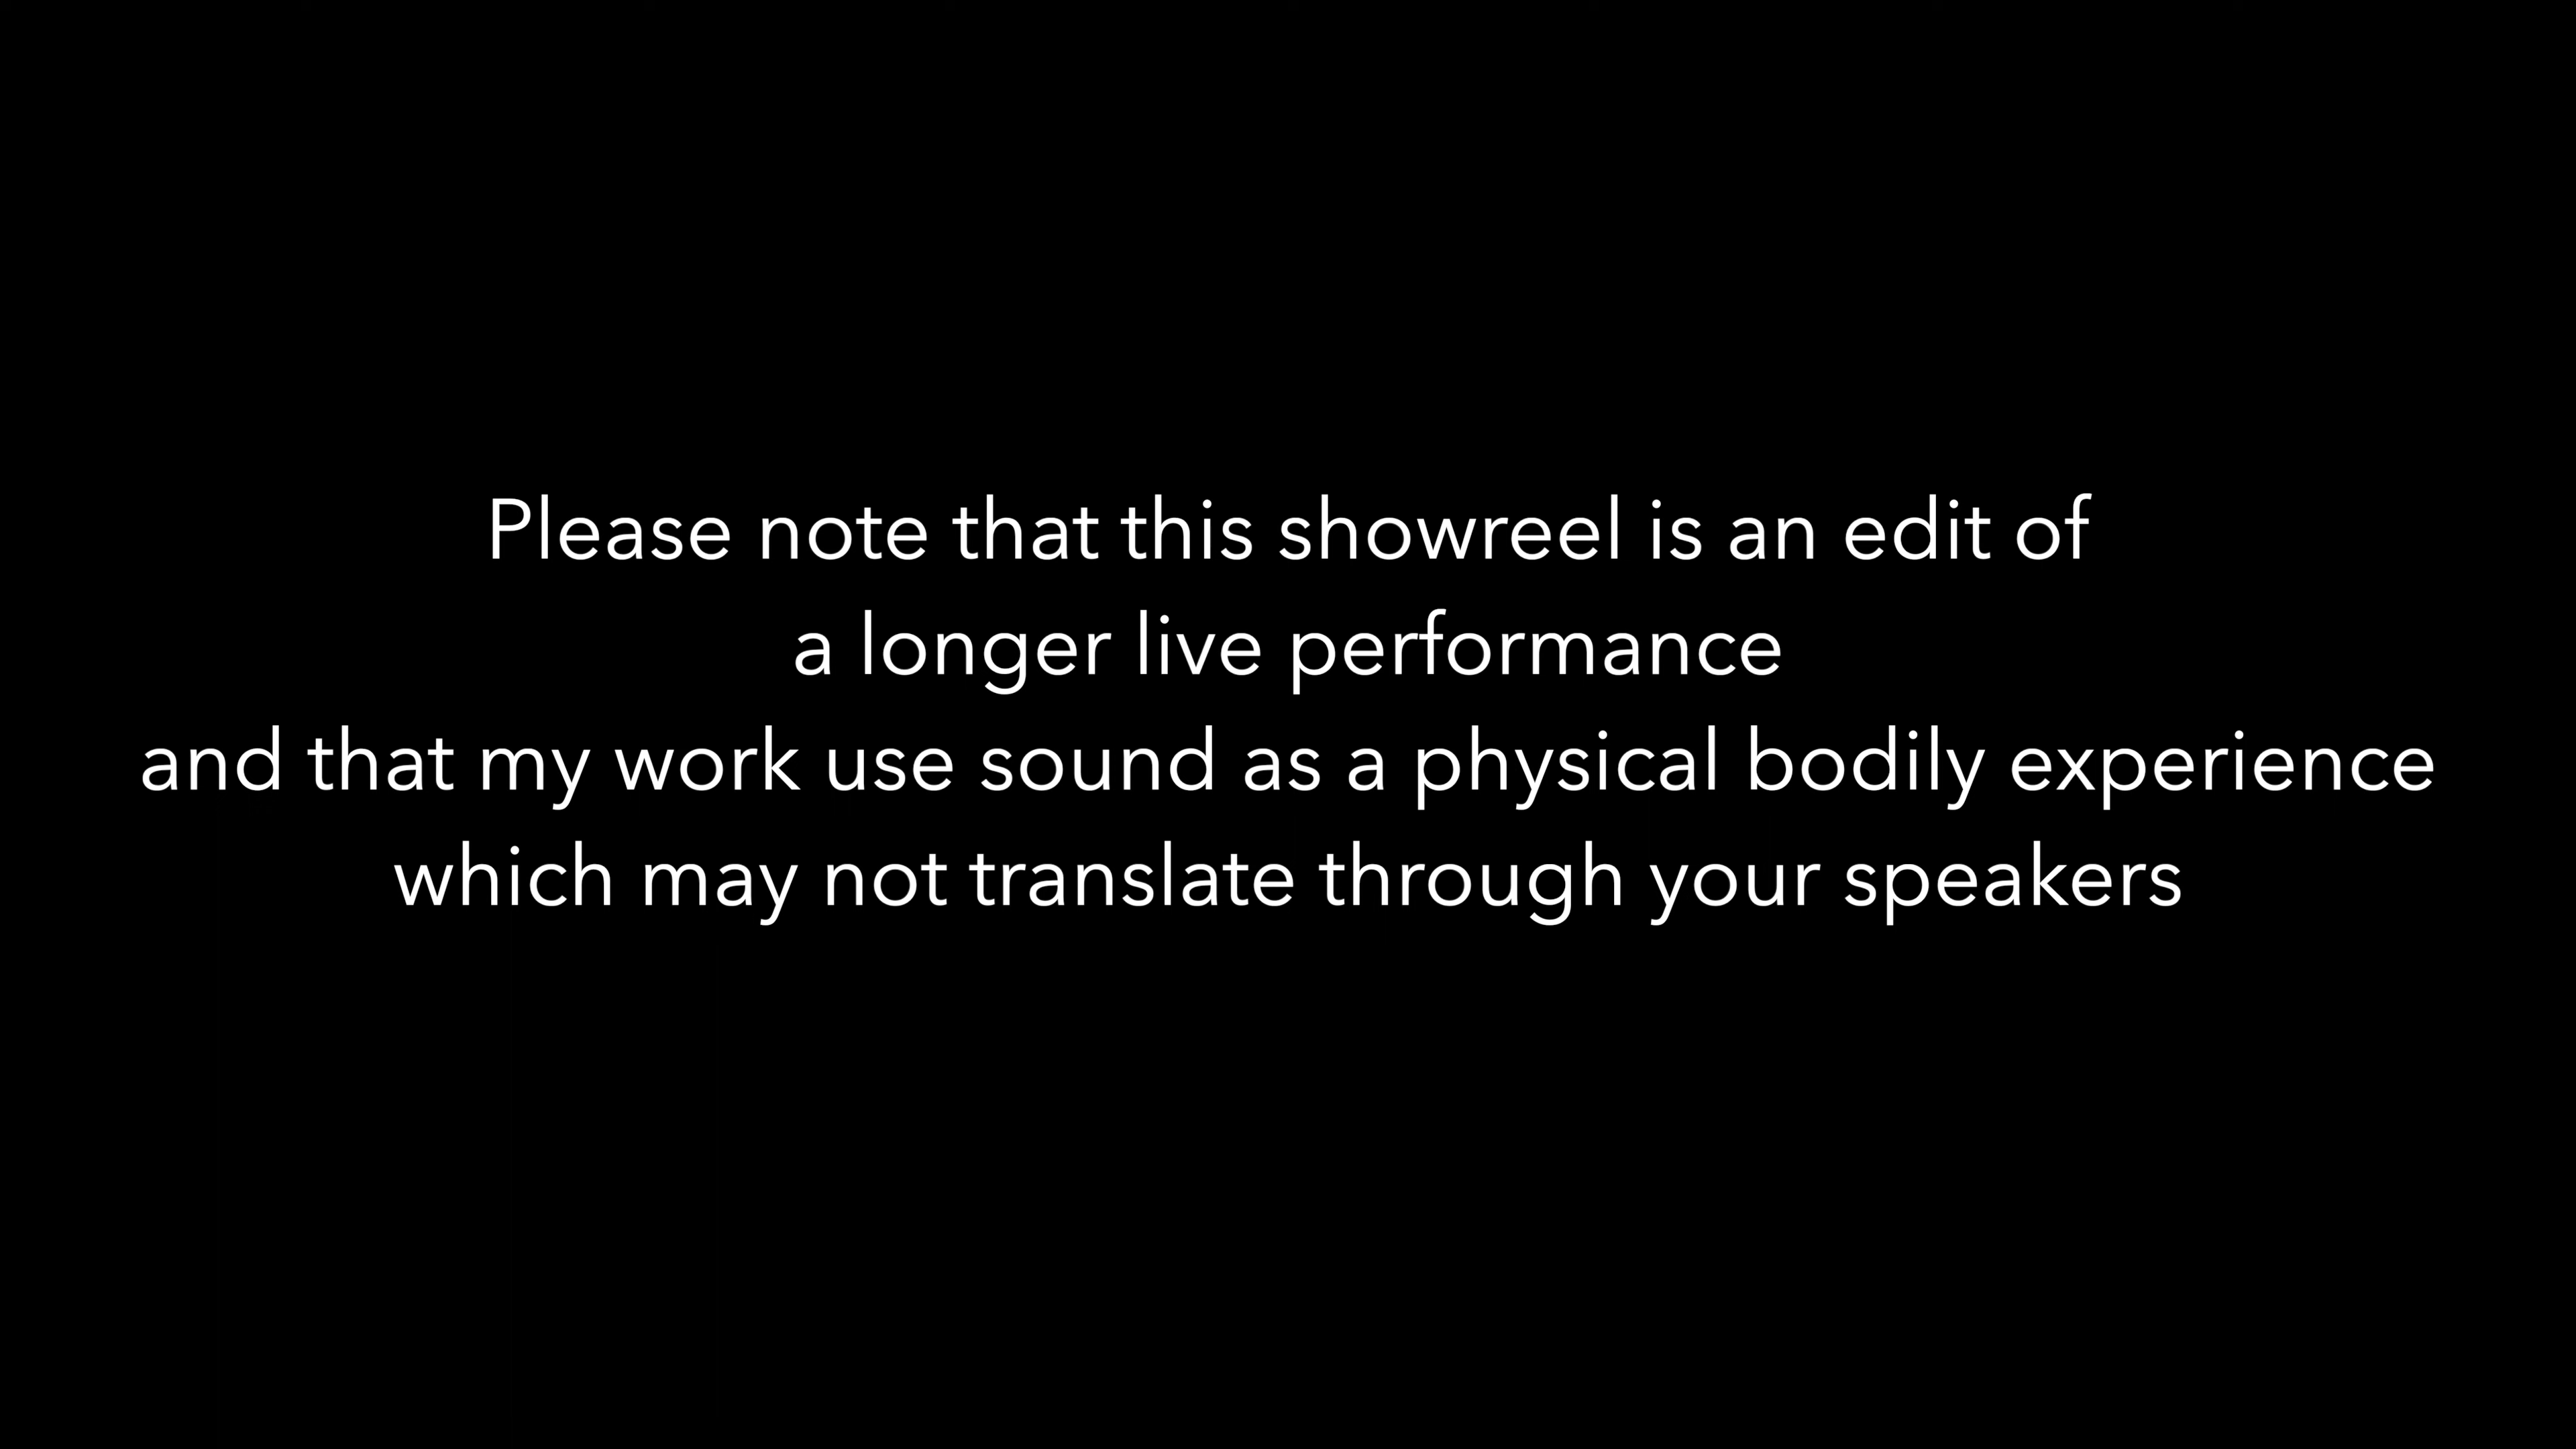 Please note that this showreel is an edit of
a longer live performance
and that my work use sound as a physical bodily experience
which may not translate through your speakers